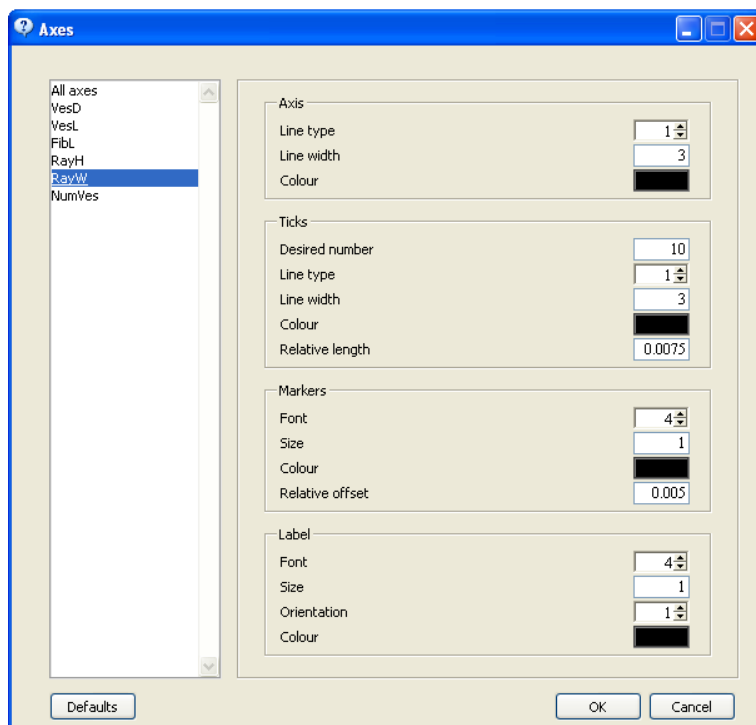 Axes
All axes
VesD
VesL
FibL
RayH
RayW
NumVes
Axis
Line type 1
Line width 3
Colour
Ticks
Desired number 10
Line type 1
Line width 3
Colour
Relative length 0.0075
Markers
Font 4
Size 1
Colour
Relative offset 0.005
Label
Font 4
Size 1
Orientation 1
Colour
Defaults OK Cancel